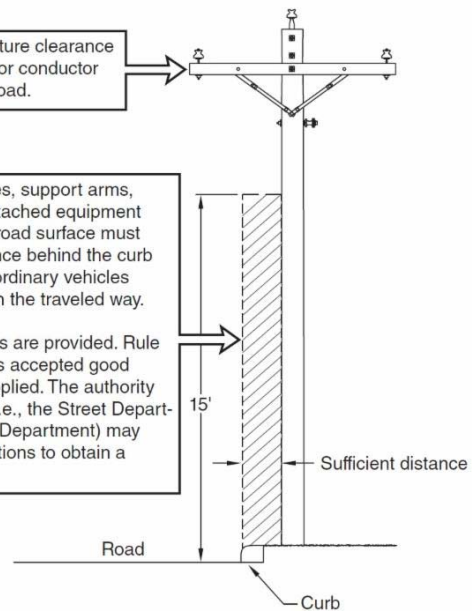 ture clearance
or conductor
oad.
es, support arms,
tached equipment
road surface must
nce behind the curb
ordinary vehicles
n the traveled way.
s are provided. Rule
s accepted good
plied. The authority
.e., the Street Depart-
Department) may
tions to obtain a
15'
Sufficient distance
Road
Curb